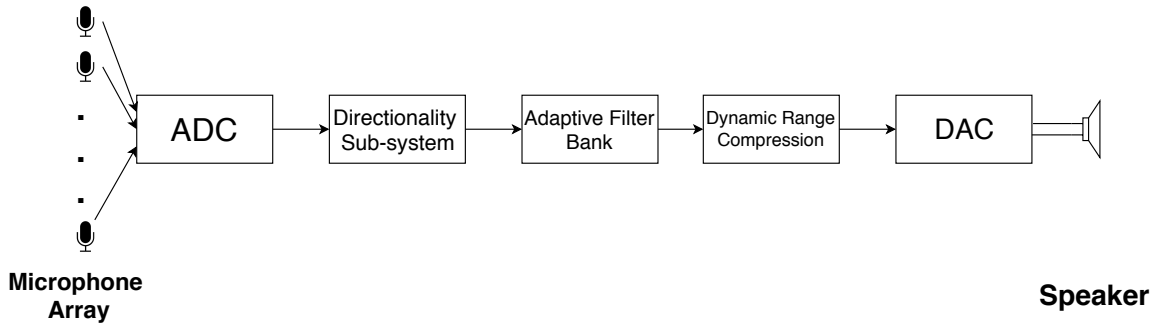 ADC
Directionality
Sub-system
Adaptive Filter
Bank
Dynamic Range
Compression
DAC
Microphone
Array
Speaker